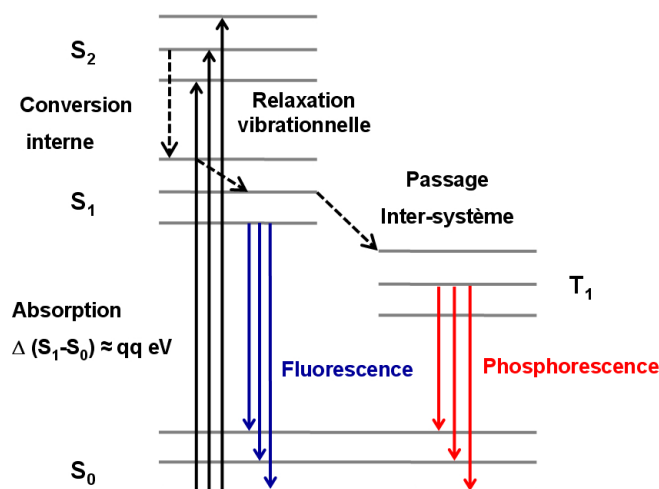 S₂
Conversion
interne
Relaxation
vibrationnelle
S₁
Passage
Inter-système
T₁
Absorption
Δ (S₁-S₀) ≈ qq eV
Fluorescence
Phosphorescence
S₀